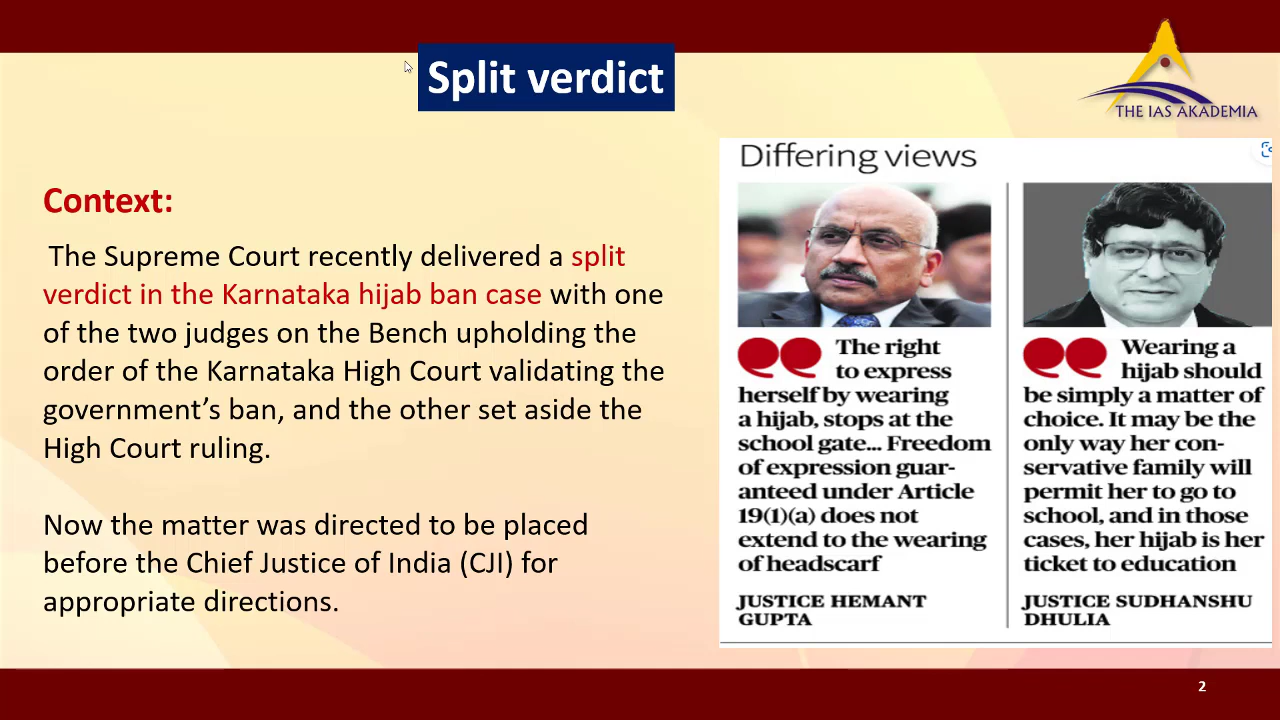 Split verdict
THE IAS AKADEMIA
Context:
The Supreme Court recently delivered a split
verdict in the Karnataka hijab ban case with one
of the two judges on the Bench upholding the
order of the Karnataka High Court validating the
government’s ban, and the other set aside the
High Court ruling.
Now the matter was directed to be placed
before the Chief Justice of India (CJI) for
appropriate directions.
Differing views
The right
to express
herself by wearing
a hijab, stops at the
school gate... Freedom
of expression guar-
anteed under Article
19(1)(a) does not
extend to the wearing
of headscarf
JUSTICE HEMANT
GUPTA
Wearing a
hijab should
be simply a matter of
choice. It may be the
only way her con-
servative family will
permit her to go to
school, and in those
cases, her hijab is her
ticket to education
JUSTICE SUDHANSHU
DHULIA
2